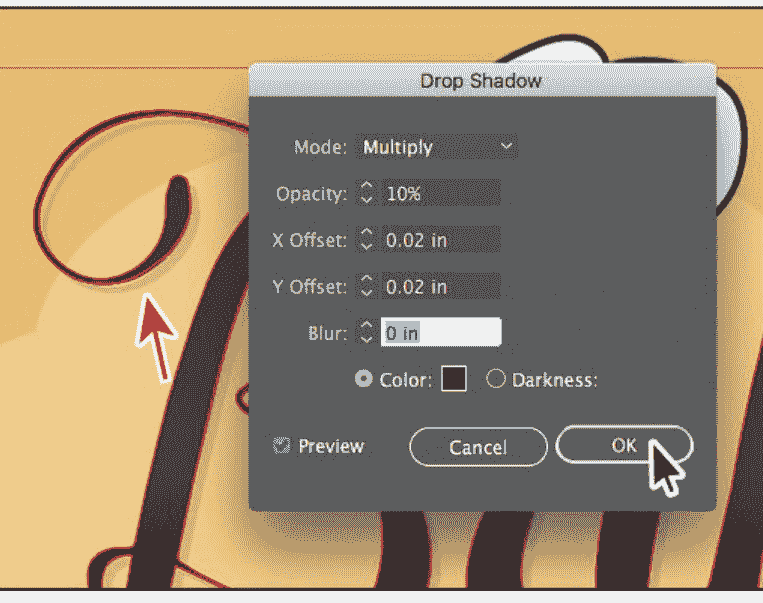 Drop Shadow
Mode: Multiply
Opacity: 10%
X Offset: 0.02 in
Y Offset: 0.02 in
Blur: 0 in
Color: Darkness:
Preview Cancel OK